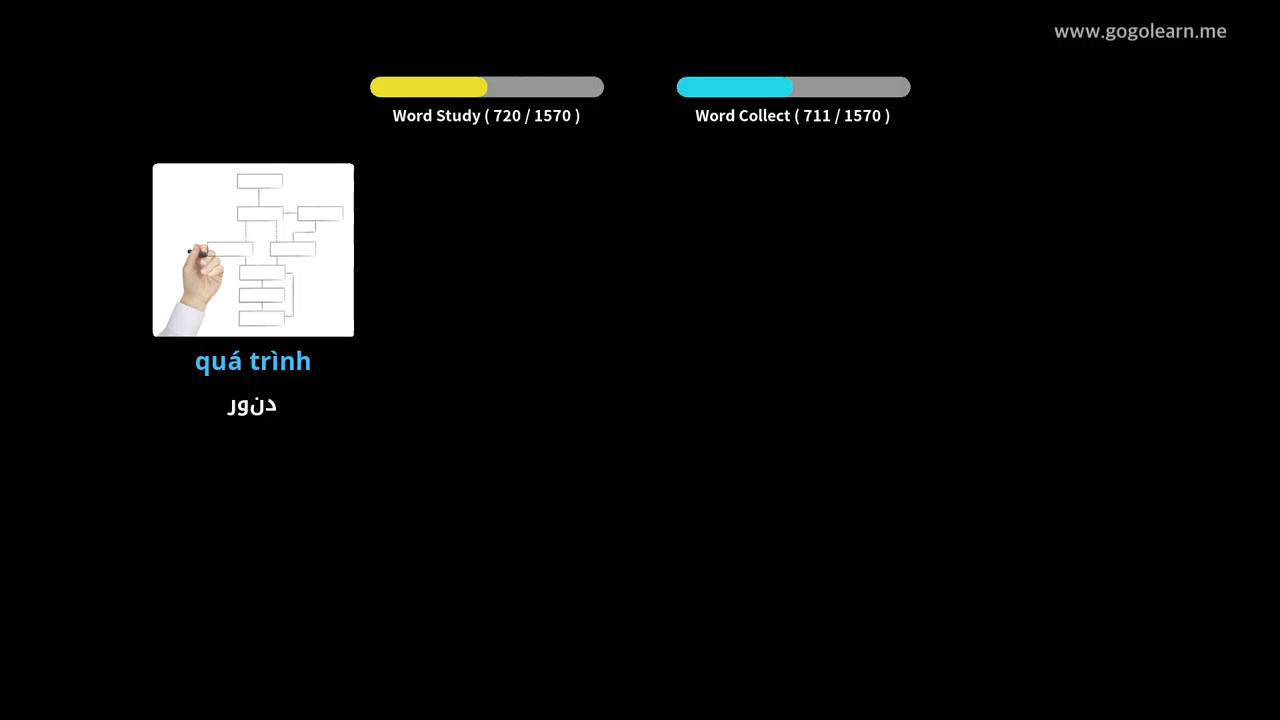 www.gogolearn.me
Word Study ( 720 / 1570 )
Word Collect ( 711 / 1570 )
quá trình
دنور